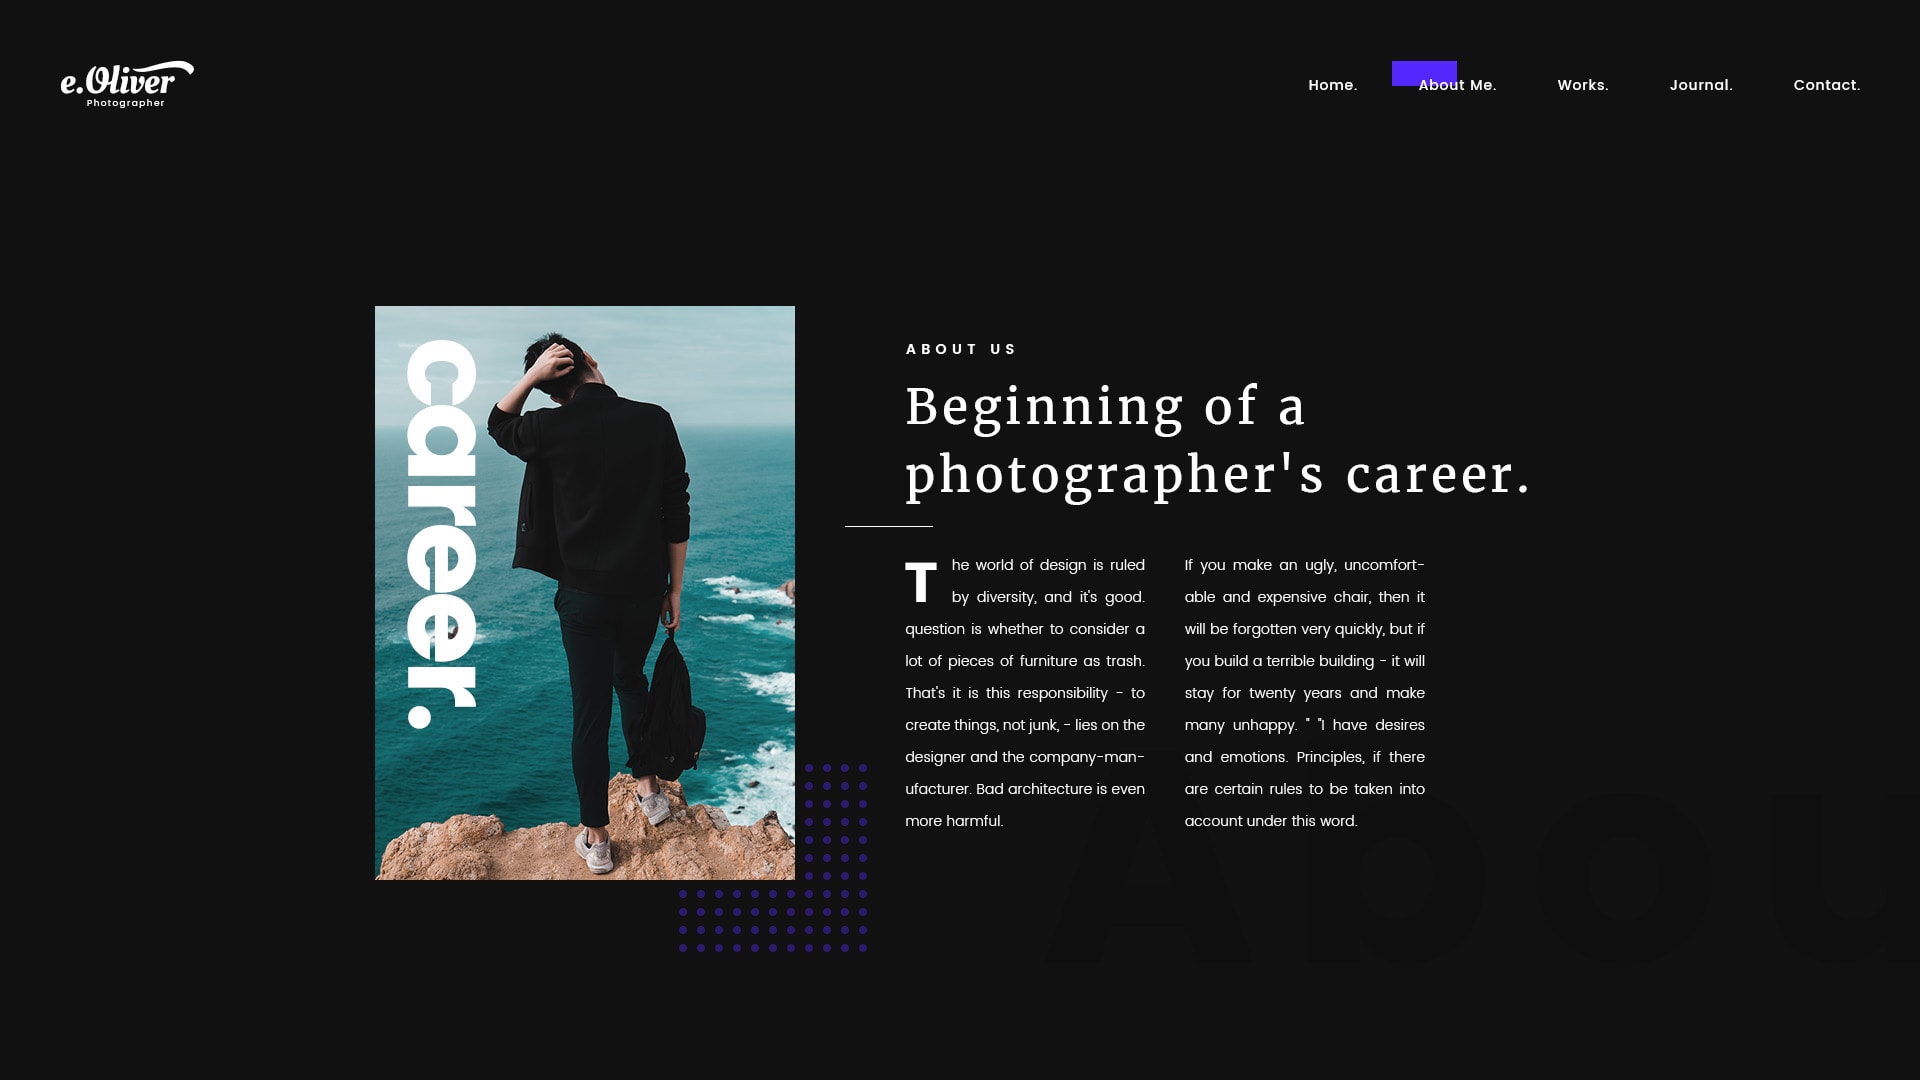 e.Oliver
Photographer
Home. About Me. Works. Journal. Contact.
career.
ABOUT US
Beginning of a
photographer's career.
The world of design is ruled
by diversity, and it's good.
question is whether to consider a
lot of pieces of furniture as trash.
That's it is this responsibility - to
create things, not junk, - lies on the
designer and the company-man-
ufacturer. Bad architecture is even
more harmful.
If you make an ugly, uncomfort-
able and expensive chair, then it
will be forgotten very quickly, but if
you build a terrible building - it will
stay for twenty years and make
many unhappy. " "I have desires
and emotions. Principles, if there
are certain rules to be taken into
account under this word.
Abou